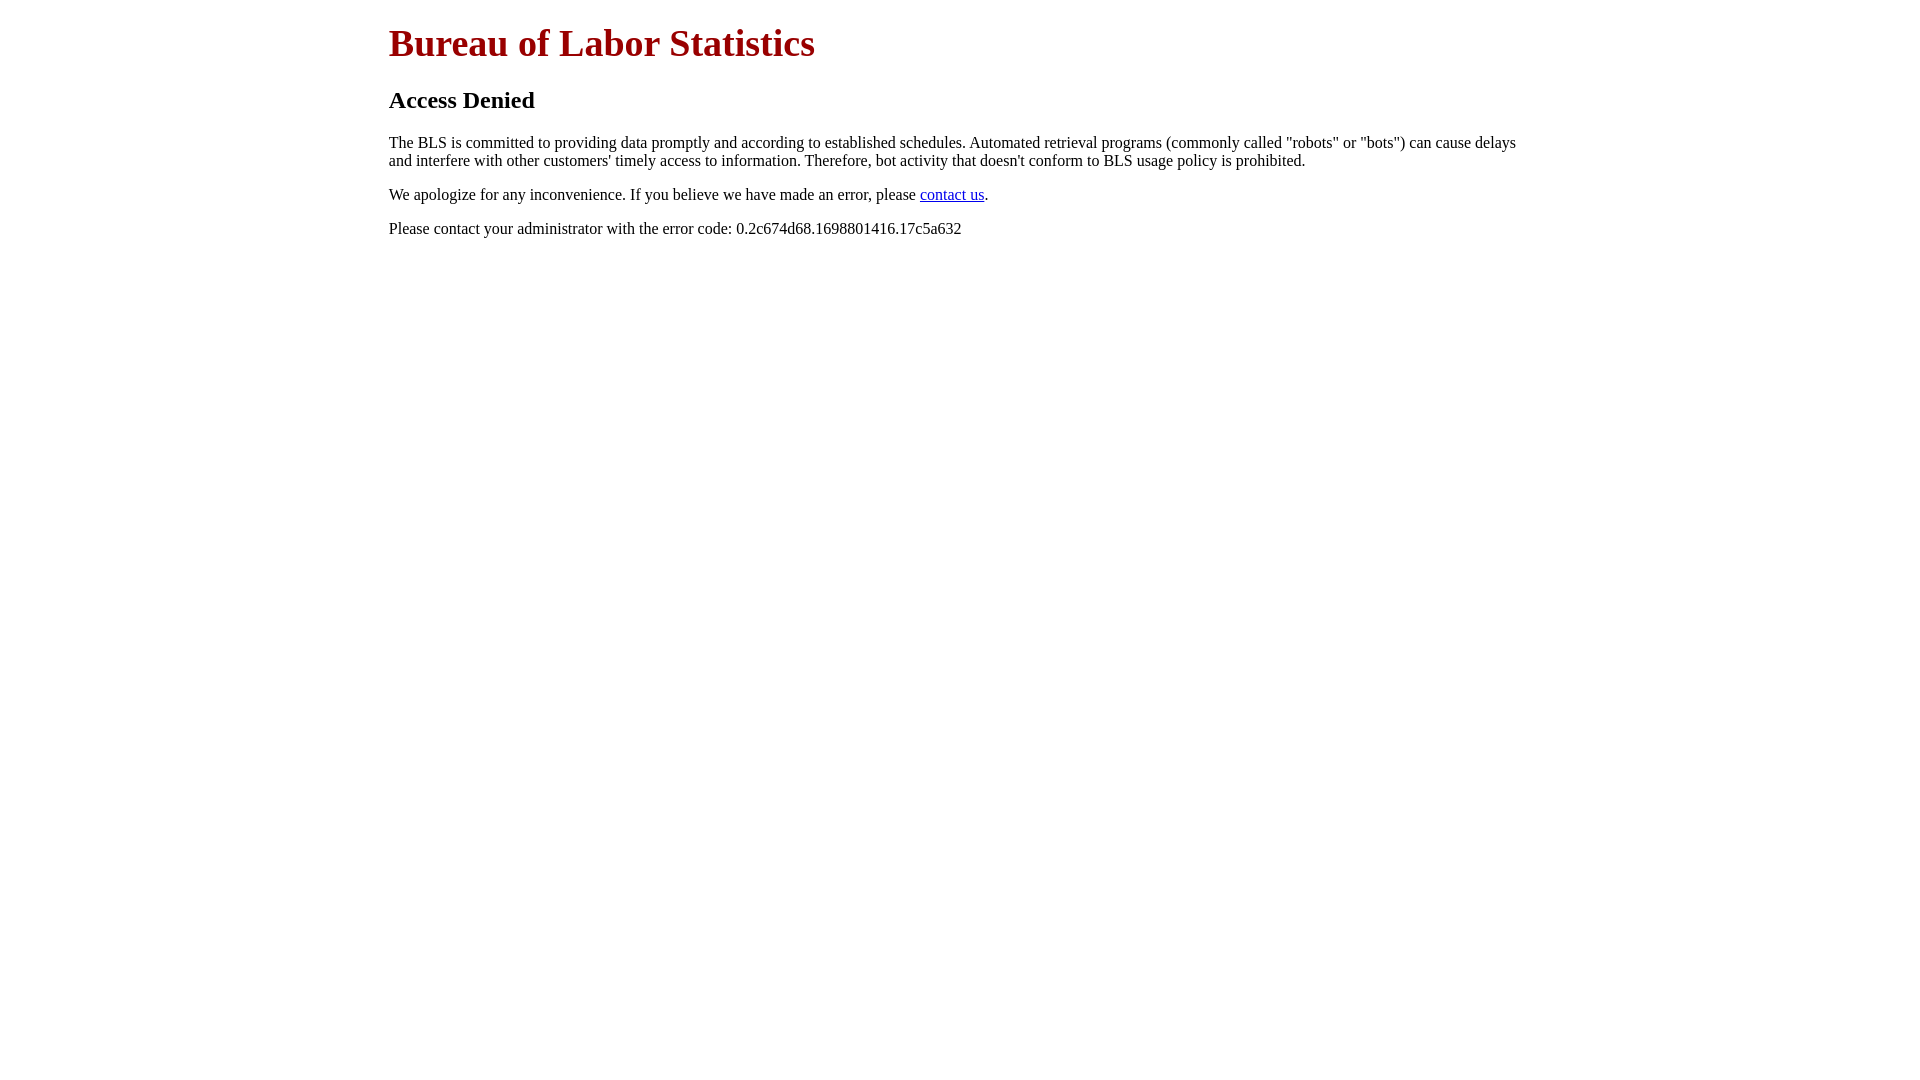 Bureau of Labor Statistics
Access Denied
The BLS is committed to providing data promptly and according to established schedules. Automated retrieval programs (commonly called "robots" or "bots") can cause delays
and interfere with other customers' timely access to information. Therefore, bot activity that doesn't conform to BLS usage policy is prohibited.
We apologize for any inconvenience. If you believe we have made an error, please contact us.
Please contact your administrator with the error code: 0.2c674d68.1698801416.17c5a632